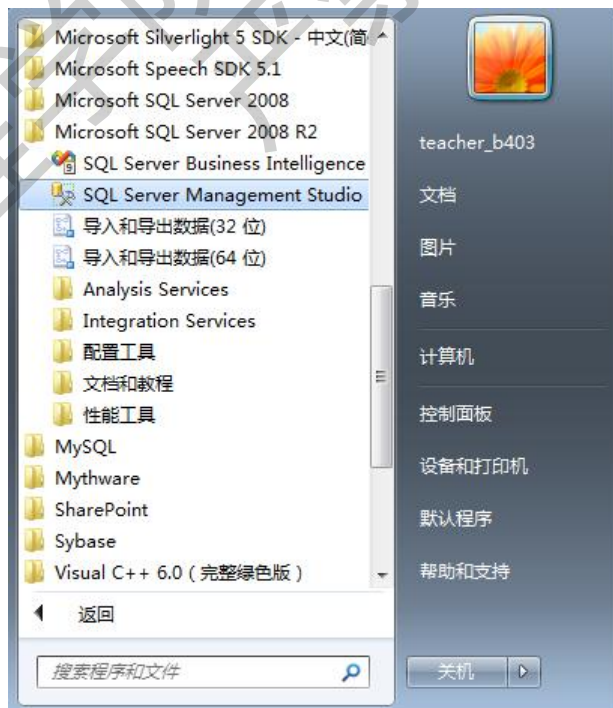 Microsoft Silverlight 5 SDK - 中文(简
Microsoft Speech SDK 5.1
Microsoft SQL Server 2008
Microsoft SQL Server 2008 R2
SQL Server Business Intelligence
SQL Server Management Studio
导入和导出数据(32 位)
导入和导出数据(64 位)
Analysis Services
Integration Services
配置工具
文档和教程
性能工具
MySQL
Mythware
SharePoint
Sybase
Visual C++ 6.0 ( 完整绿色版 )
返回
搜索程序和文件
teacher_b403
文档
图片
音乐
计算机
控制面板
设备和打印机
默认程序
帮助和支持
关机